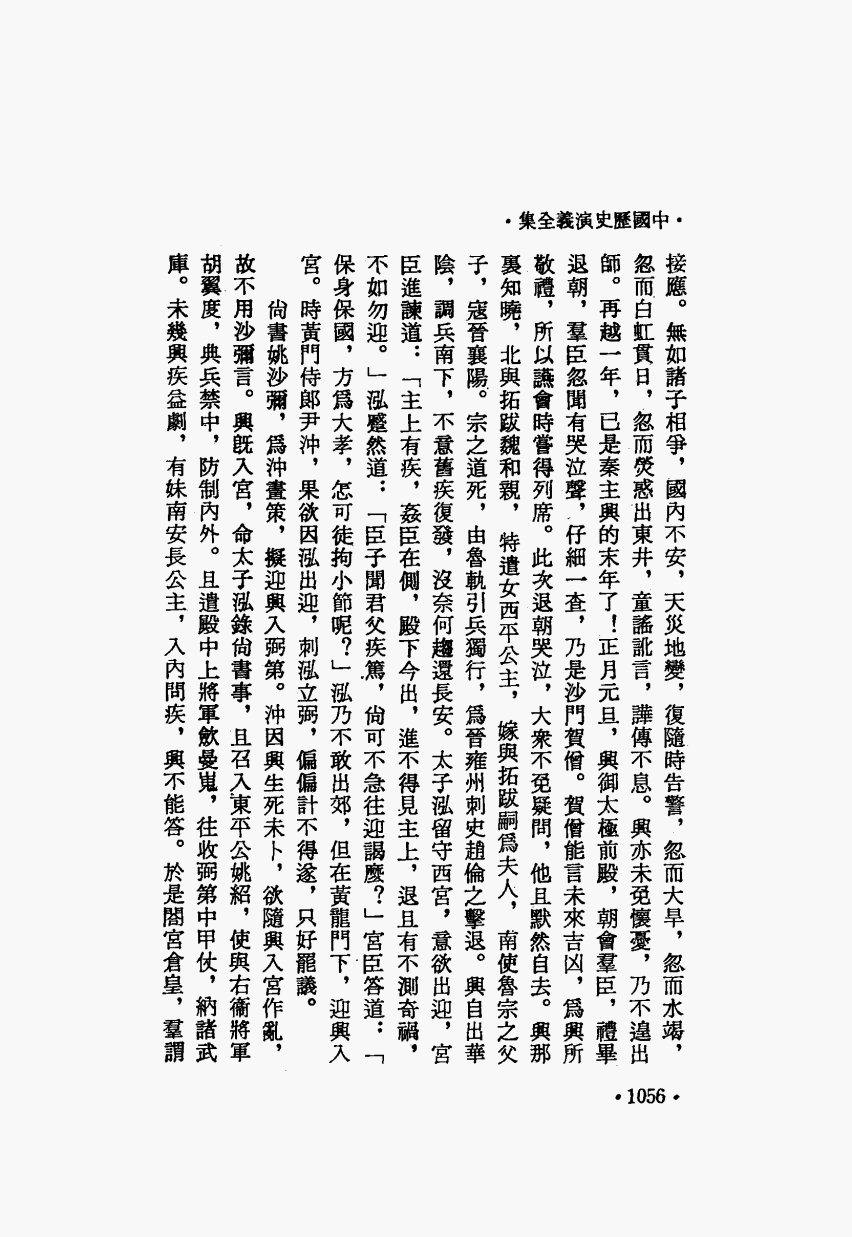 ·中國歷史演義全集·
接應。無如諸子相爭，國內不安，天災地變，復隨時告警，忽而大旱，忽而水竭，
忽而白虹貫日，忽而熒惑出東井，童謠訛言，譁傳不息。興亦未免懷憂，乃不遑出
師。再越一年，已是秦主興的末年了！正月元旦，興御太極前殿，朝會羣臣，禮畢
退朝，羣臣忽聞有哭泣聲，仔細一查，乃是沙門賀僧。賀僧能言未來吉凶，爲興所
敬禮，所以讌會時嘗得列席。此次退朝哭泣，大衆不免疑問，他且默然自去。興那
裏知曉，北與拓跋魏和親，特遣女西平公主，嫁與拓跋嗣爲夫人，南使魯宗之父
子，寇晉襄陽。宗之道死，由魯軌引兵獨行，爲晉雍州刺史趙倫之擊退。興自出華
陰，調兵南下，不意舊疾復發，沒奈何趨還長安。太子泓留守西宮，意欲出迎，宮
臣進諫道：「主上有疾，姦臣在側，殿下今出，進不得見主上，退且有不測奇禍，
不如勿迎。」泓蹙然道：「臣子聞君父疾篤，尙可不急往迎謁麼？」宮臣答道：「
保身保國，方爲大孝，怎可徒拘小節呢？」泓乃不敢出郊，但在黃龍門下，迎興入
宮。時黃門侍郎尹沖，果欲因泓出迎，刺泓立弼，偏偏計不得遂，只好罷議。
尙書姚沙彌，爲沖畫策，擬迎興入弼第。沖因興生死未卜，欲隨興入宮作亂，
故不用沙彌言。興旣入宮，命太子泓錄尙書事，且召入東平公姚紹，使與右衞將軍
胡翼度，典兵禁中，防制內外。且遣殿中上將軍斂曼嵬，往收弼第中甲仗，納諸武
庫。未幾興疾益劇，有妹南安長公主，入內問疾，興不能答。於是闔宮倉皇，羣謂
·1056·